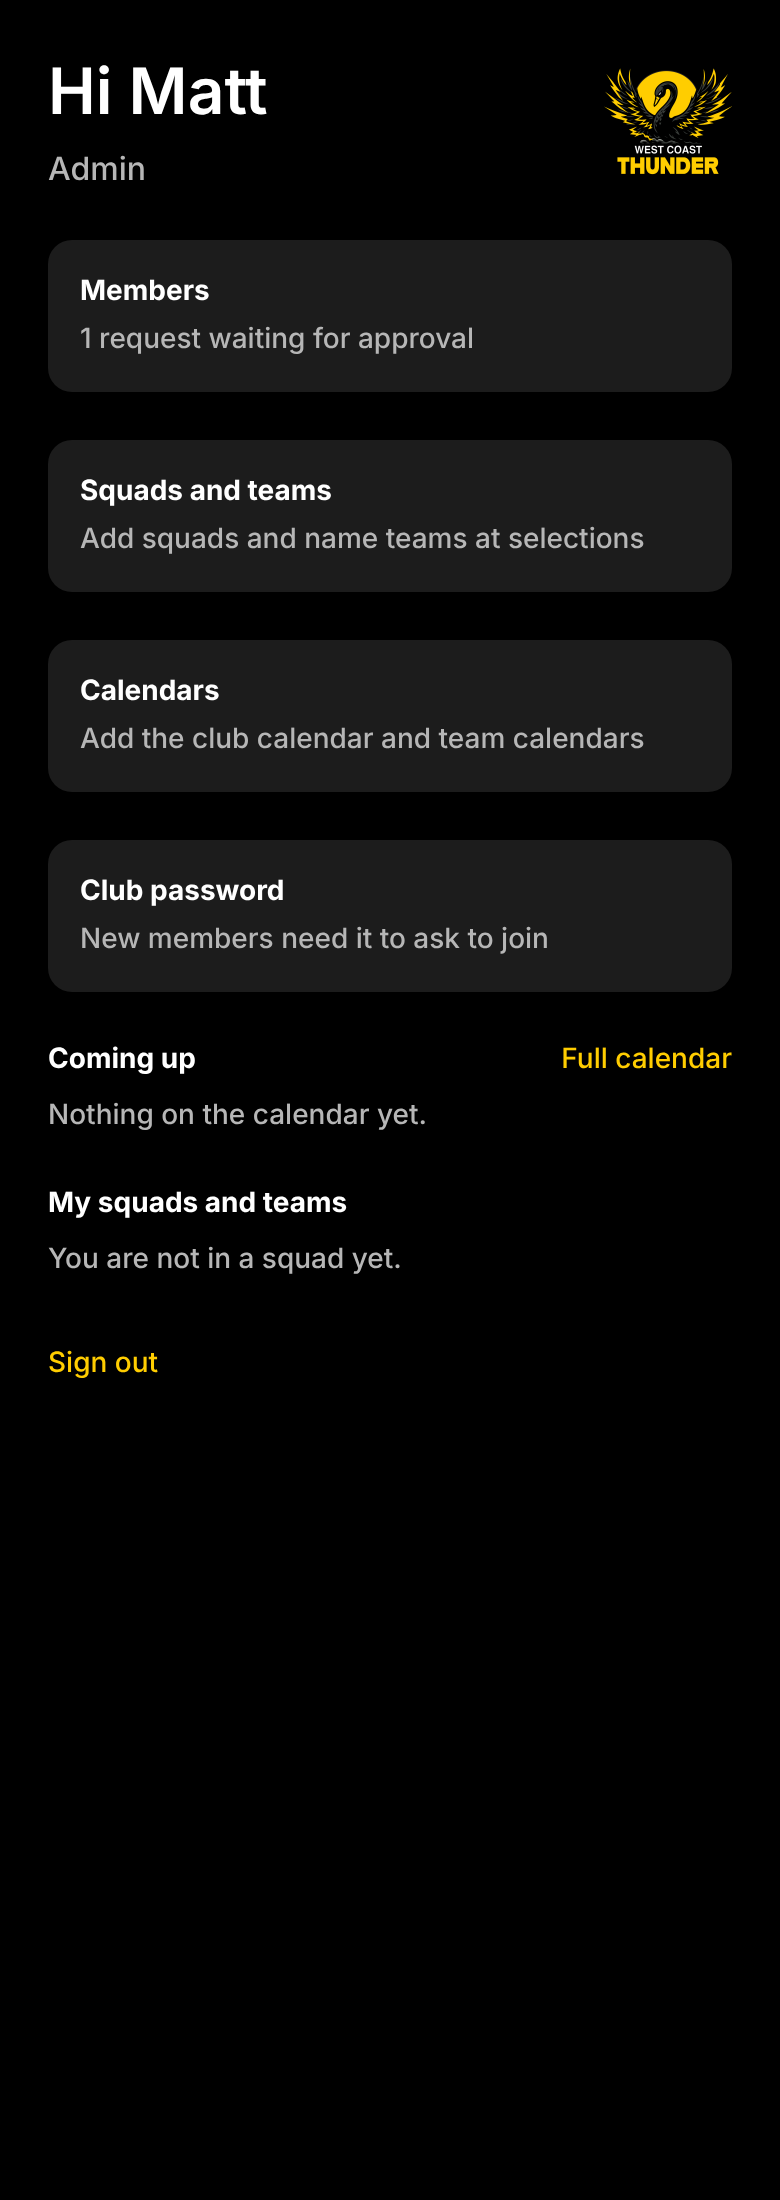 Hi Matt
Admin
WEST COAST
THUNDER
Members
1 request waiting for approval
Squads and teams
Add squads and name teams at selections
Calendars
Add the club calendar and team calendars
Club password
New members need it to ask to join
Coming up
Full calendar
Nothing on the calendar yet.
My squads and teams
You are not in a squad yet.
Sign out